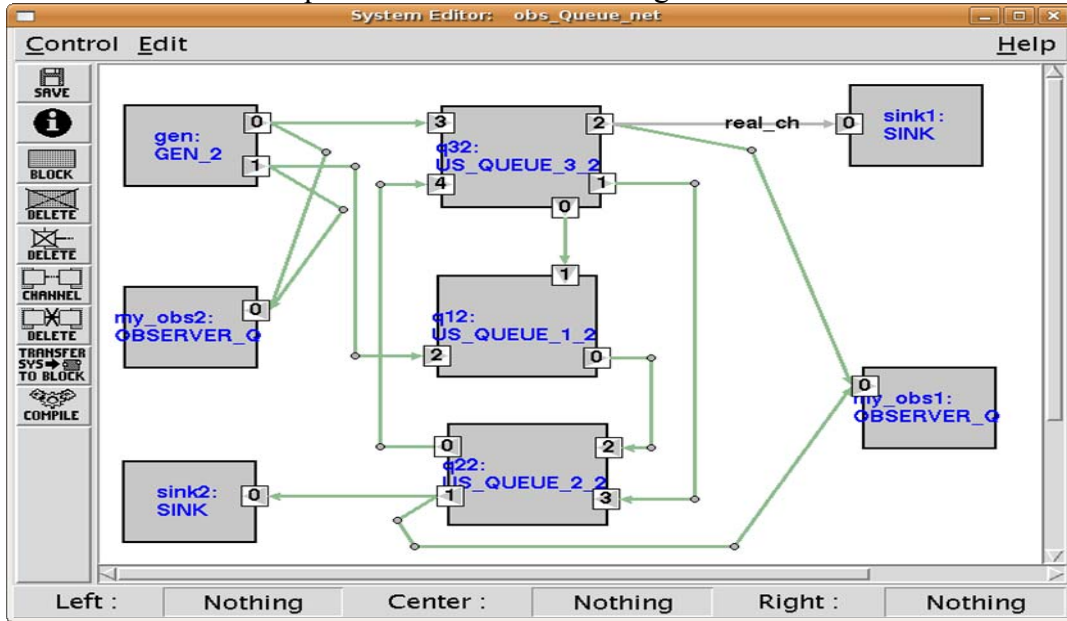 System Editor: obs_Queue_net
Control Edit Help
SAVE
BLOCK
DELETE
DELETE
CHANNEL
DELETE
TRANSFER
SYS
TO BLOCK
COMPILE
gen:
GEN_2
0
1
3
4
q32:
US_QUEUE_3_2
2
1
0
real_ch
0
sink1:
SINK
my_obs2:
OBSERVER_Q
0
1
q12:
US_QUEUE_1_2
2
0
0
my_obs1:
OBSERVER_Q
sink2:
SINK
0
0
1
q22:
US_QUEUE_2_2
2
3
Left : Nothing Center : Nothing Right : Nothing